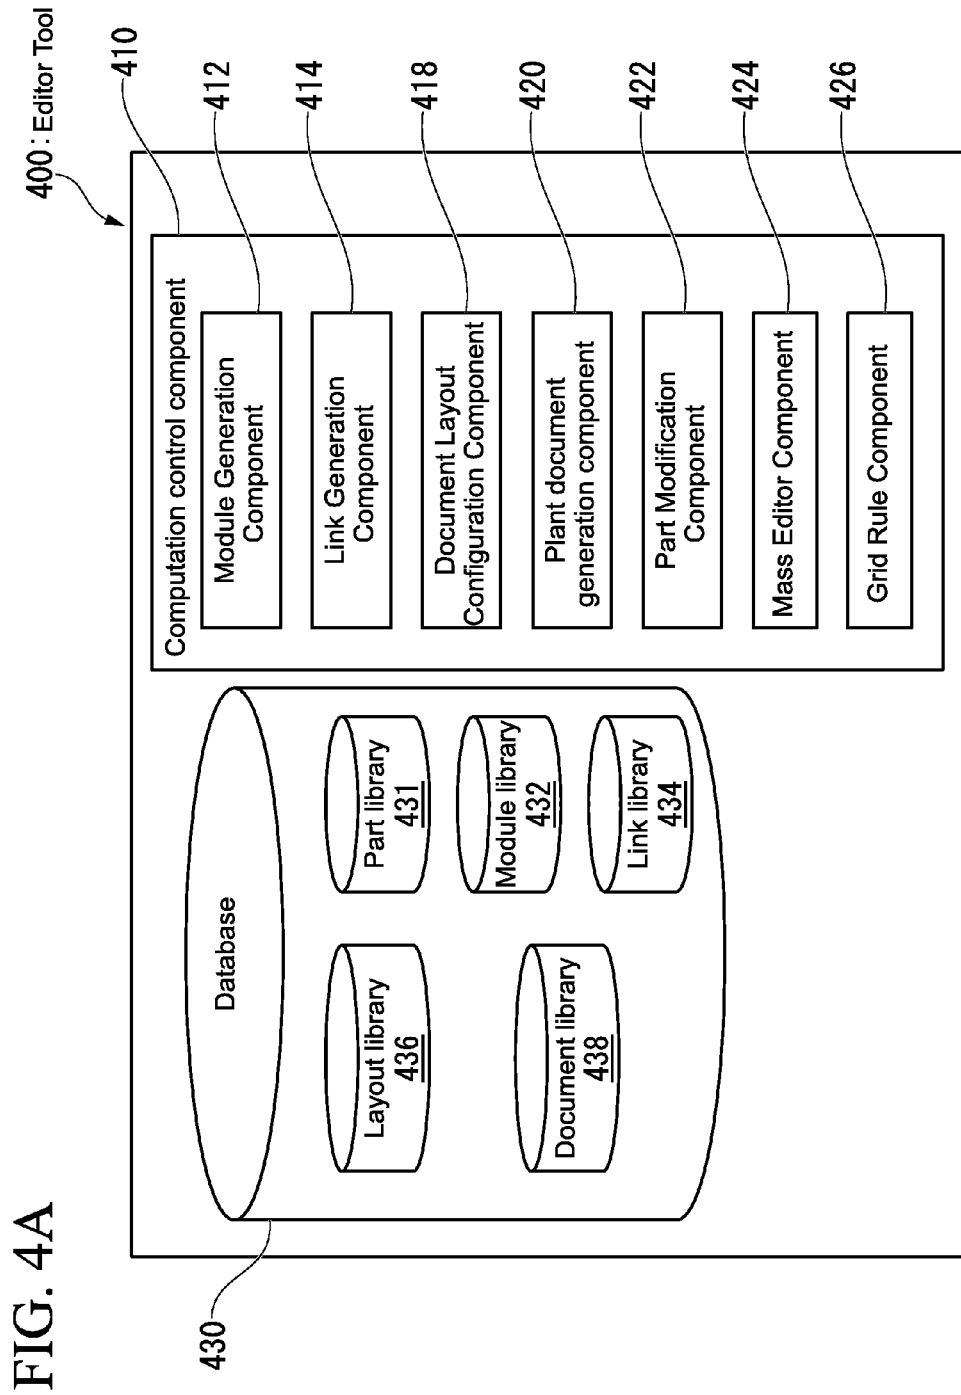 FIG. 4A
400 : Editor Tool
430
Database
Layout library
436
Document library
438
Part library
431
Module library
432
Link library
434
410
Computation control component
Module Generation
Component
412
Link Generation
Component
414
Document Layout
Configuration Component
418
Plant document
generation component
420
Part Modification
Component
422
Mass Editor Component
424
Grid Rule Component
426